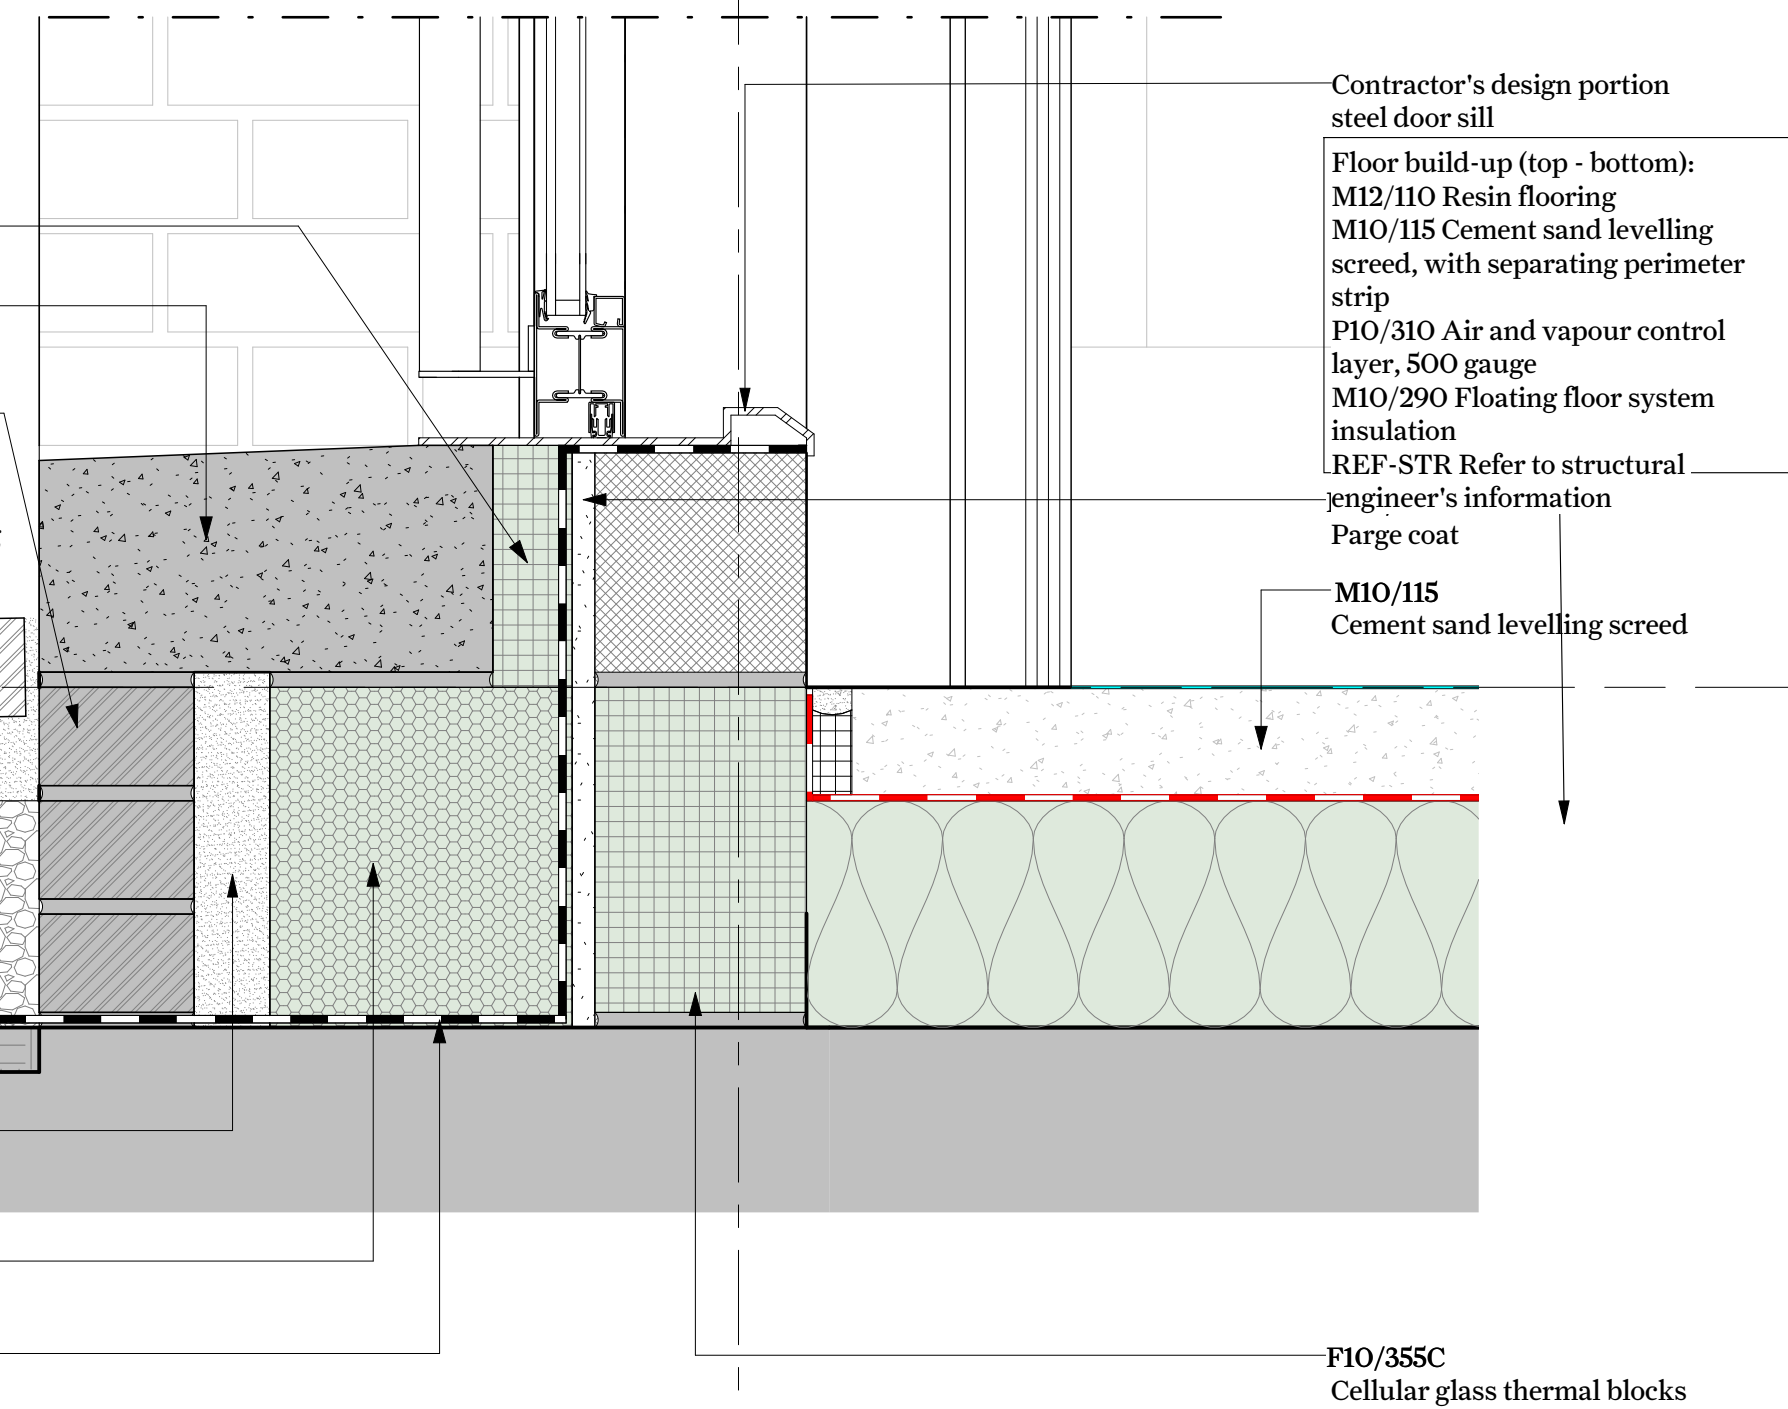 Contractor's design portion
steel door sill
Floor build-up (top - bottom):
M12/110 Resin flooring
M10/115 Cement sand levelling
screed, with separating perimeter
strip
P10/310 Air and vapour control
layer, 500 gauge
M10/290 Floating floor system
insulation
REF-STR Refer to structural
engineer's information
Parge coat
M10/115
Cement sand levelling screed
F10/355C
Cellular glass thermal blocks